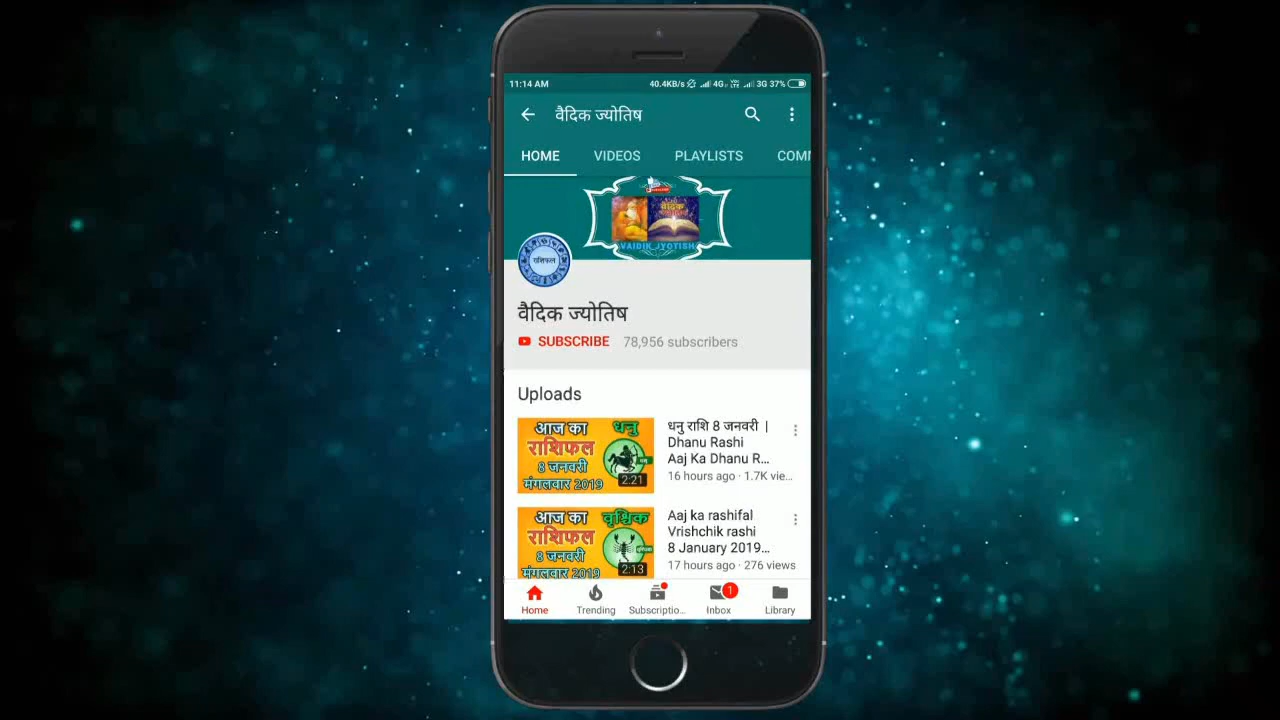 11:14 AM
40.4KB/s 4G VoLTE 3G 37%
वैदिक ज्योतिष
HOME VIDEOS PLAYLISTS COM
वैदिक
VAIDIK JYOTISH
राशिफल
वैदिक ज्योतिष
SUBSCRIBE 78,956 subscribers
Uploads
आज का धनु
राशिफल
8 जनवरी
मंगलवार 2019
2:21
धनु राशि 8 जनवरी |
Dhanu Rashi
Aaj Ka Dhanu R...
16 hours ago · 1.7K vie...
आज का वृश्चिक
राशिफल
8 जनवरी
मंगलवार 2019
2:13
Aaj ka rashifal
Vrishchik rashi
8 January 2019...
17 hours ago · 276 views
1
Home Trending Subscriptio... Inbox Library